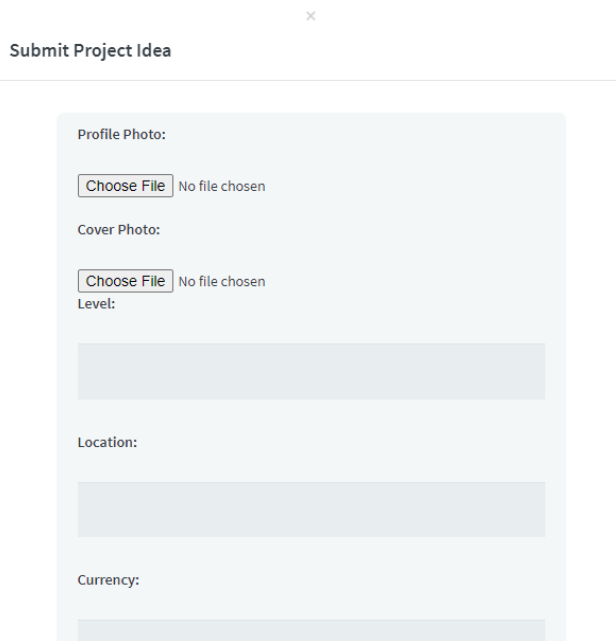 ×
Submit Project Idea
Profile Photo:
Choose File No file chosen
Cover Photo:
Choose File No file chosen
Level:
Location:
Currency: